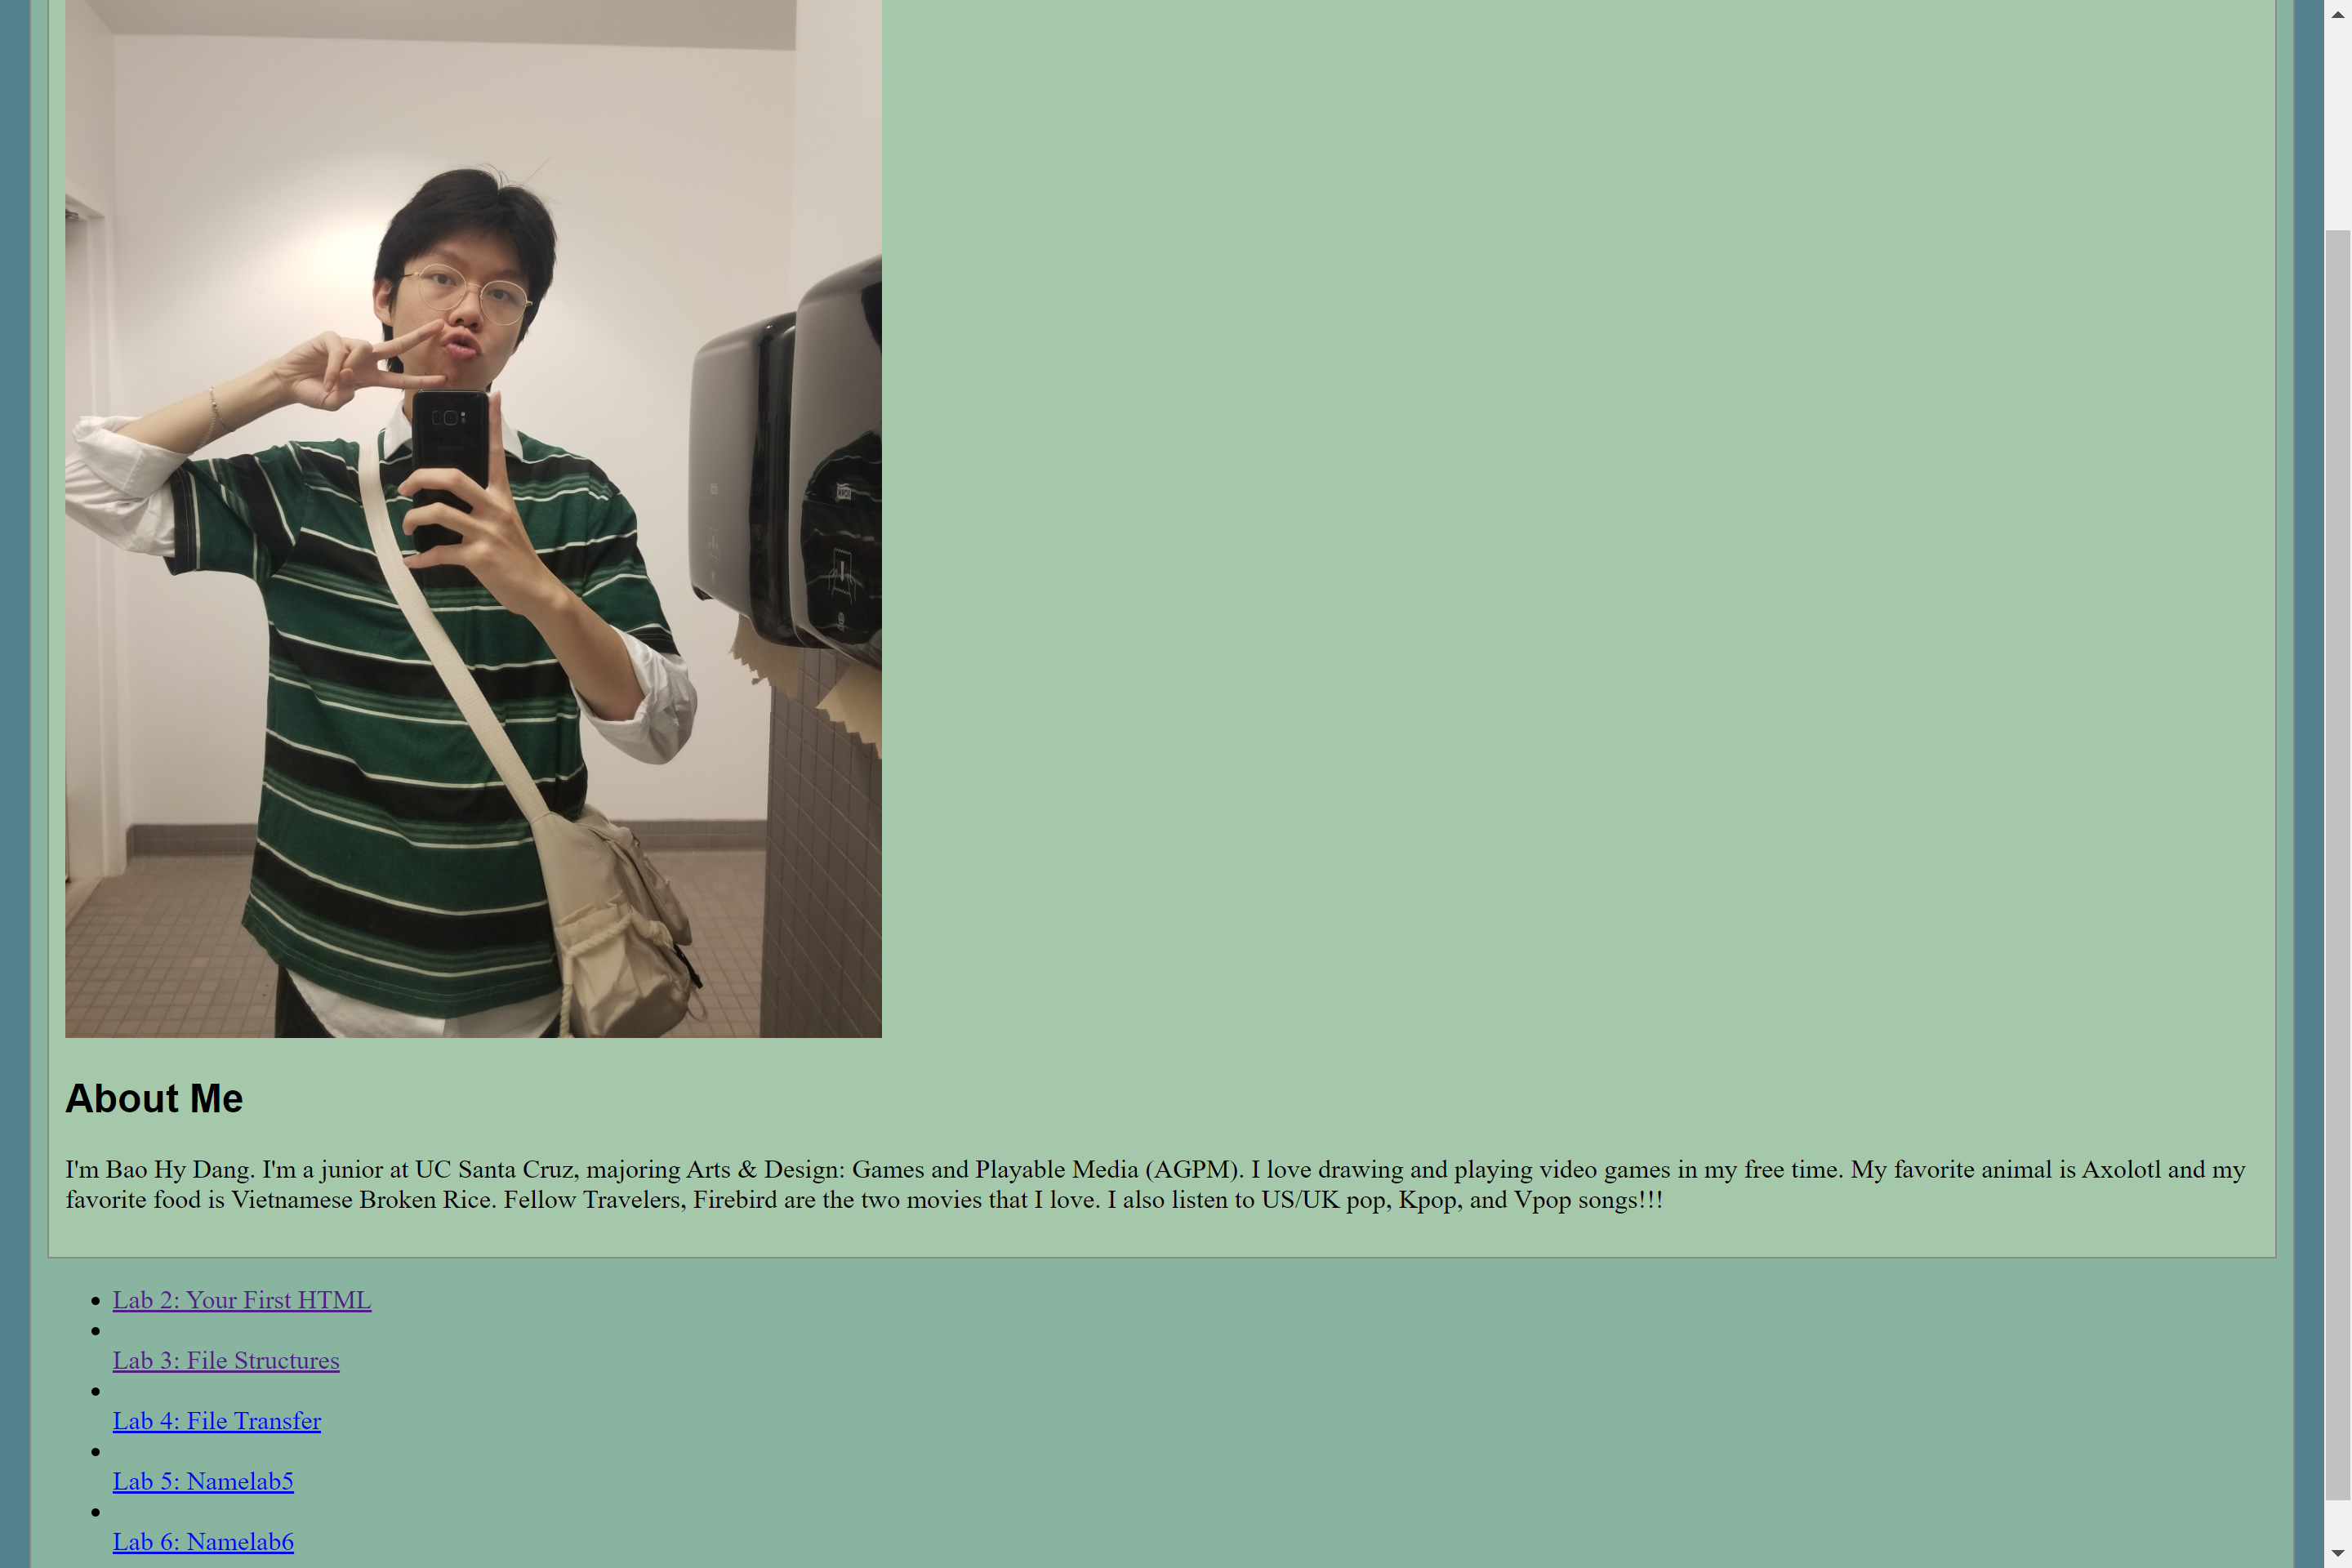 About Me
I'm Bao Hy Dang. I'm a junior at UC Santa Cruz, majoring Arts & Design: Games and Playable Media (AGPM). I love drawing and playing video games in my free time. My favorite animal is Axolotl and my
favorite food is Vietnamese Broken Rice. Fellow Travelers, Firebird are the two movies that I love. I also listen to US/UK pop, Kpop, and Vpop songs!!!
Lab 2: Your First HTML
Lab 3: File Structures
Lab 4: File Transfer
Lab 5: Namelab5
Lab 6: Namelab6